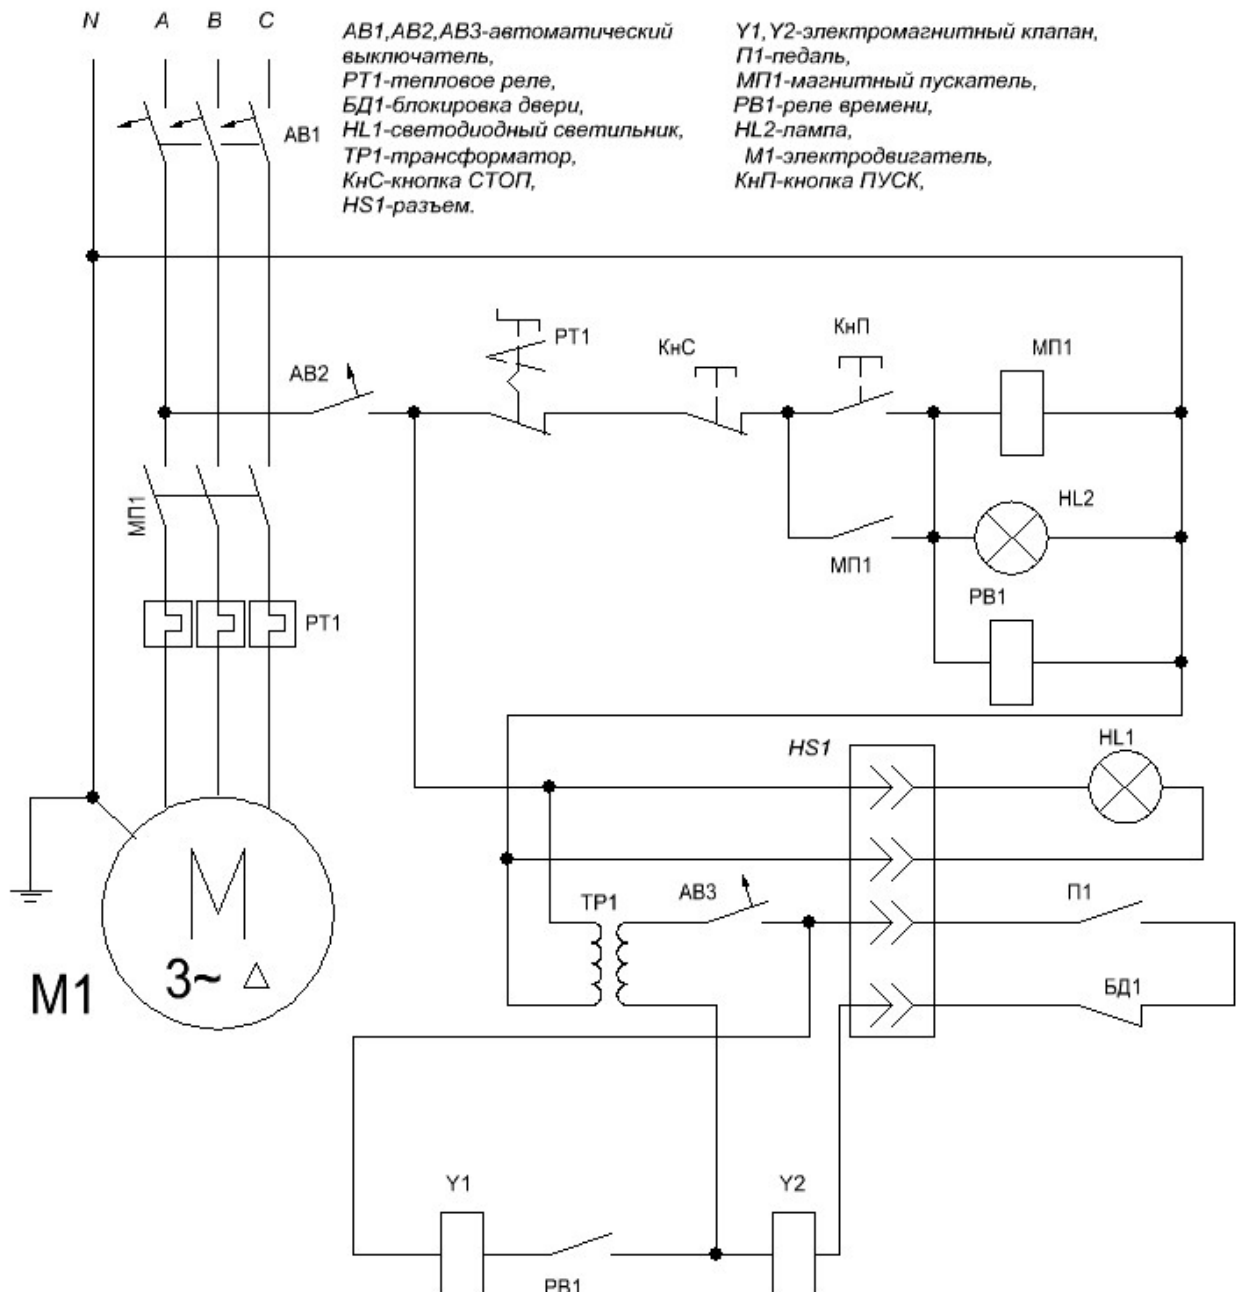 N A B C
АВ1,АВ2,АВ3-автоматический
выключатель,
РТ1-тепловое реле,
БД1-блокировка двери,
HL1-светодиодный светильник,
ТР1-трансформатор,
КнС-кнопка СТОП,
HS1-разъем.
Y1,Y2-электромагнитный клапан,
П1-педаль,
МП1-магнитный пускатель,
РВ1-реле времени,
HL2-лампа,
М1-электродвигатель,
КнП-кнопка ПУСК,
АВ1
АВ2
РТ1
КнС
КнП
МП1
МП1
HL2
МП1
РВ1
РТ1
HS1
HL1
ТР1
АВ3
П1
БД1
М
3~ Δ
М1
Y1
Y2
РВ1